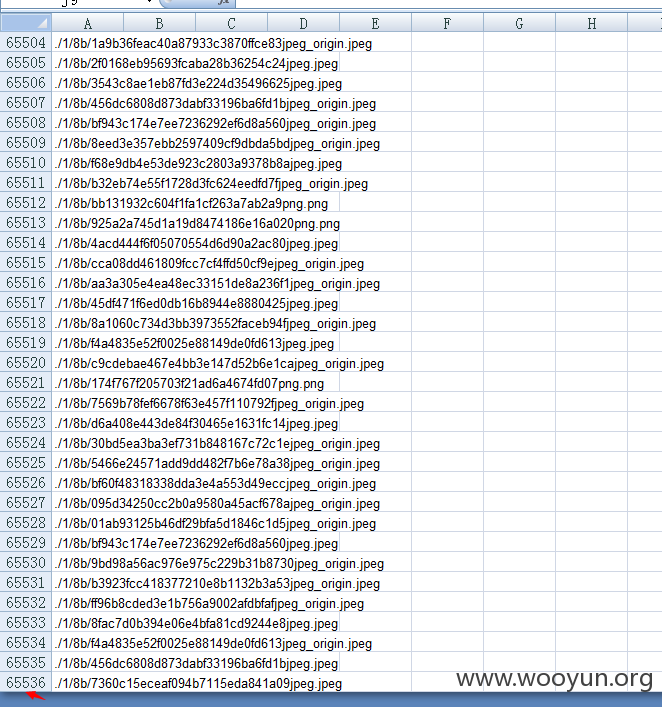 A B C D E F G H
65504 ./1/8b/1a9b36feac40a87933c3870ffce83jpeg_origin.jpeg
65505 ./1/8b/2f0168eb95693fcaba28b36254c24jpeg.jpeg
65506 ./1/8b/3543c8ae1eb87fd3e224d35496625jpeg.jpeg
65507 ./1/8b/456dc6808d873dabf33196ba6fd1bjpeg_origin.jpeg
65508 ./1/8b/bf943c174e7ee7236292ef6d8a560jpeg_origin.jpeg
65509 ./1/8b/8eed3e357ebb2597409cf9dbda5bdjpeg_origin.jpeg
65510 ./1/8b/f68e9db4e53de923c2803a9378b8ajpeg.jpeg
65511 ./1/8b/b32eb74e55f1728d3fc624eedfd7fjpeg_origin.jpeg
65512 ./1/8b/bb131932c604f1fa1cf263a7ab2a9png.png
65513 ./1/8b/925a2a745d1a19d8474186e16a020png.png
65514 ./1/8b/4acd444f6f05070554d6d90a2ac80jpeg.jpeg
65515 ./1/8b/cca08dd461809fcc7cf4ffd50cf9ejpeg_origin.jpeg
65516 ./1/8b/aa3a305e4ea48ec33151de8a236f1jpeg_origin.jpeg
65517 ./1/8b/45df471f6ed0db16b8944e8880425jpeg.jpeg
65518 ./1/8b/8a1060c734d3bb3973552faceb94fjpeg_origin.jpeg
65519 ./1/8b/f4a4835e52f0025e88149de0fd613jpeg.jpeg
65520 ./1/8b/c9cdebae467e4bb3e147d52b6e1cajpeg_origin.jpeg
65521 ./1/8b/174f767f205703f21ad6a4674fd07png.png
65522 ./1/8b/7569b78fef6678f63e457f110792fjpeg_origin.jpeg
65523 ./1/8b/d6a408e443de84f30465e1631fc14jpeg.jpeg
65524 ./1/8b/30bd5ea3ba3ef731b848167c72c1ejpeg_origin.jpeg
65525 ./1/8b/5466e24571add9dd482f7b6e78a38jpeg_origin.jpeg
65526 ./1/8b/bf60f48318338dda3e4a553d49eccjpeg_origin.jpeg
65527 ./1/8b/095d34250cc2b0a9580a45acf678ajpeg_origin.jpeg
65528 ./1/8b/01ab93125b46df29bfa5d1846c1d5jpeg_origin.jpeg
65529 ./1/8b/bf943c174e7ee7236292ef6d8a560jpeg.jpeg
65530 ./1/8b/9bd98a56ac976e975c229b31b8730jpeg_origin.jpeg
65531 ./1/8b/b3923fcc418377210e8b1132b3a53jpeg_origin.jpeg
65532 ./1/8b/ff96b8cded3e1b756a9002afdbfafjpeg_origin.jpeg
65533 ./1/8b/8fac7d0b394e06e4bfa81cd9244e8jpeg.jpeg
65534 ./1/8b/f4a4835e52f0025e88149de0fd613jpeg_origin.jpeg
65535 ./1/8b/456dc6808d873dabf33196ba6fd1bjpeg.jpeg
65536 ./1/8b/7360c15eceaf094b7115eda841a09jpeg.jpeg
www.wooyun.org